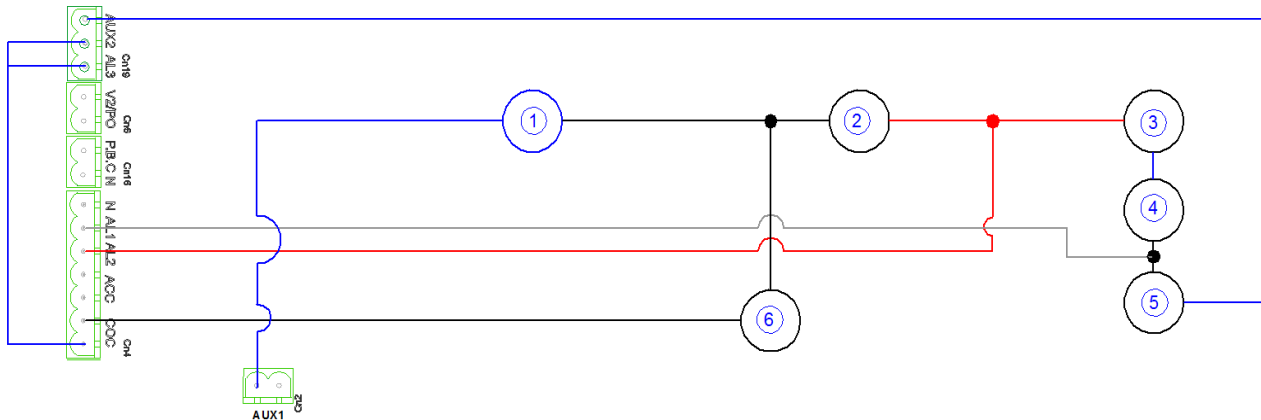 AUX2
AL3
Cn19
V2/PO
Cn6
P.B.C N
Cn16
N AL1 AL2 ACC COC
Cn4
1
2
3
4
5
6
Cn2
AUX1